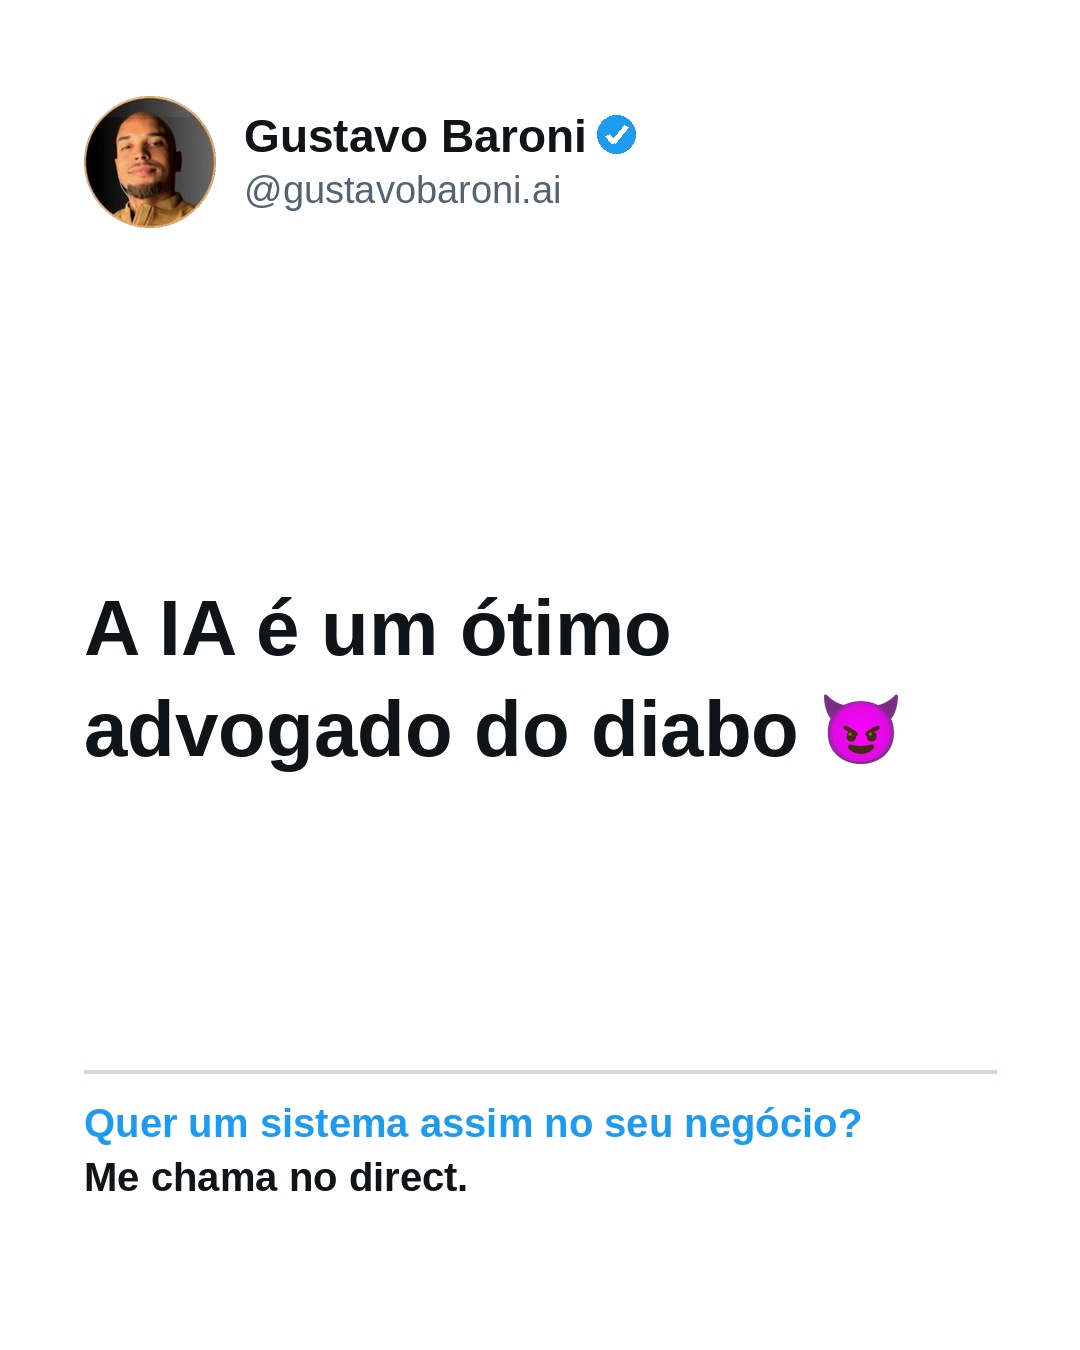 Gustavo Baroni
@gustavobaroni.ai
A IA é um ótimo
advogado do diabo 😈
Quer um sistema assim no seu negócio?
Me chama no direct.